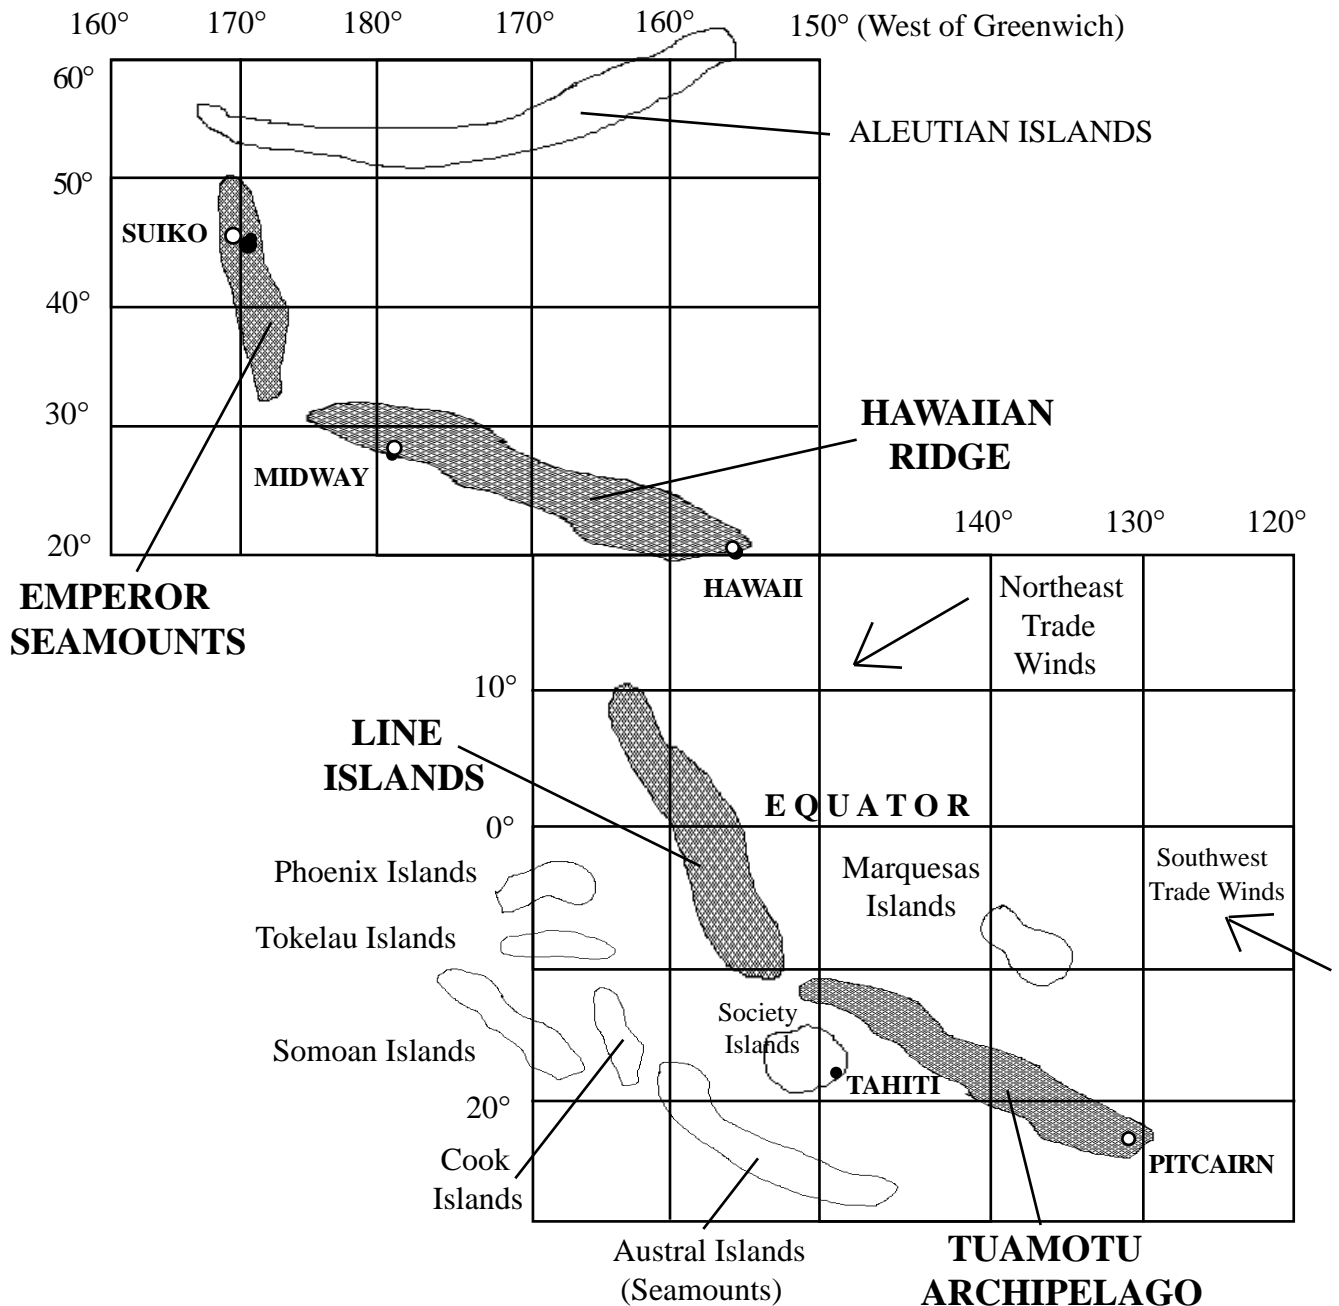 160° 170° 180° 170° 160° 150° (West of Greenwich)
60°
ALEUTIAN ISLANDS
50°
SUIKO
40°
30°
HAWAIIAN
RIDGE
MIDWAY
140° 130° 120°
20°
HAWAII
EMPEROR
SEAMOUNTS
Northeast
Trade
Winds
10°
LINE
ISLANDS
EQUATOR
0°
Phoenix Islands
Marquesas
Islands
Southwest
Trade Winds
Tokelau Islands
Society
Islands
Somoan Islands
TAHITI
20°
Cook
Islands
PITCAIRN
Austral Islands
(Seamounts)
TUAMOTU
ARCHIPELAGO